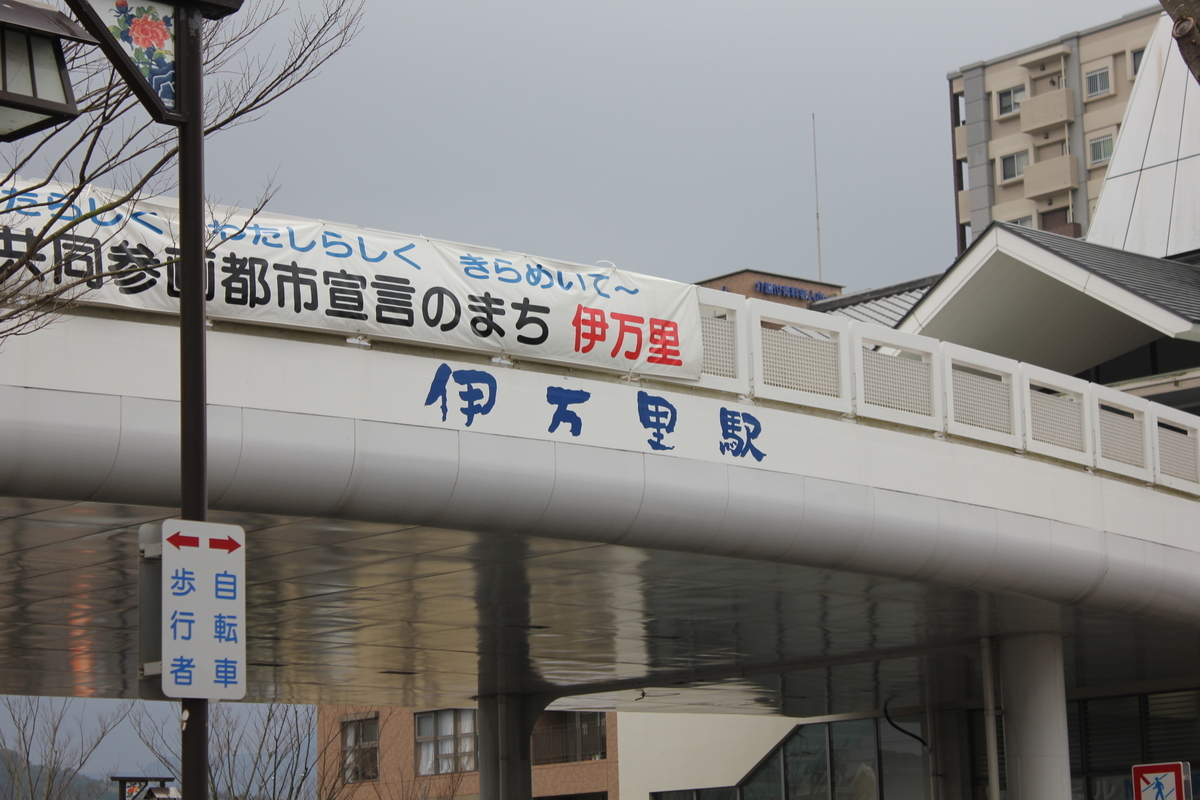 たらしく わたしらしく きらめいて〜
共同参画都市宣言のまち 伊万里
伊万里駅
自転車
歩行者